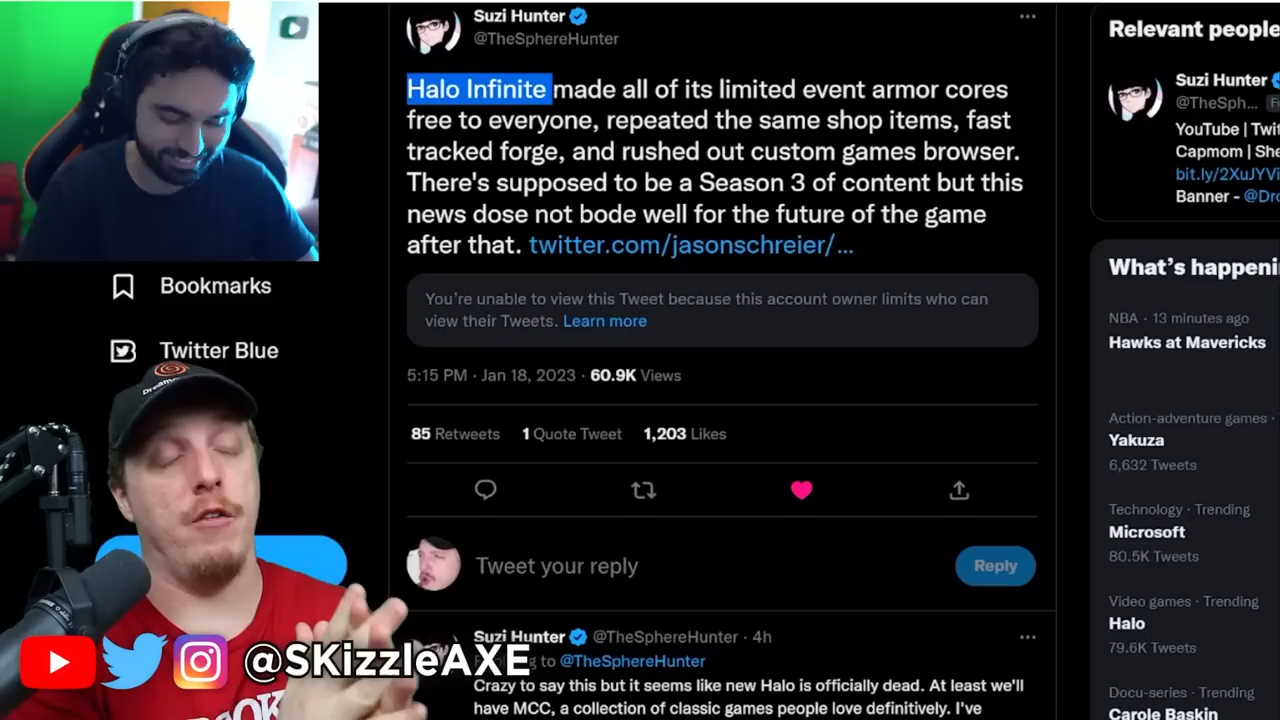 Suzi Hunter
@TheSphereHunter
Halo Infinite made all of its limited event armor cores
free to everyone, repeated the same shop items, fast
tracked forge, and rushed out custom games browser.
There's supposed to be a Season 3 of content but this
news dose not bode well for the future of the game
after that. twitter.com/jasonschreier/...
You're unable to view this Tweet because this account owner limits who can
view their Tweets. Learn more
5:15 PM · Jan 18, 2023 · 60.9K Views
85 Retweets 1 Quote Tweet 1,203 Likes
Tweet your reply
Reply
Suzi Hunter @TheSphereHunter · 4h
to @TheSphereHunter
Crazy to say this but it seems like new Halo is officially dead. At least we'll
have MCC, a collection of classic games people love definitively. I've
Bookmarks
Twitter Blue
@SKizzleAXE
Relevant people
Suzi Hunter
@TheSph...
YouTube | Twit
Capmom | She
bit.ly/2XuJYVi
Banner - @Dro
What's happeni
NBA · 13 minutes ago
Hawks at Mavericks
Action-adventure games ·
Yakuza
6,632 Tweets
Technology · Trending
Microsoft
80.5K Tweets
Video games · Trending
Halo
79.6K Tweets
Docu-series · Trending
Carole Baskin